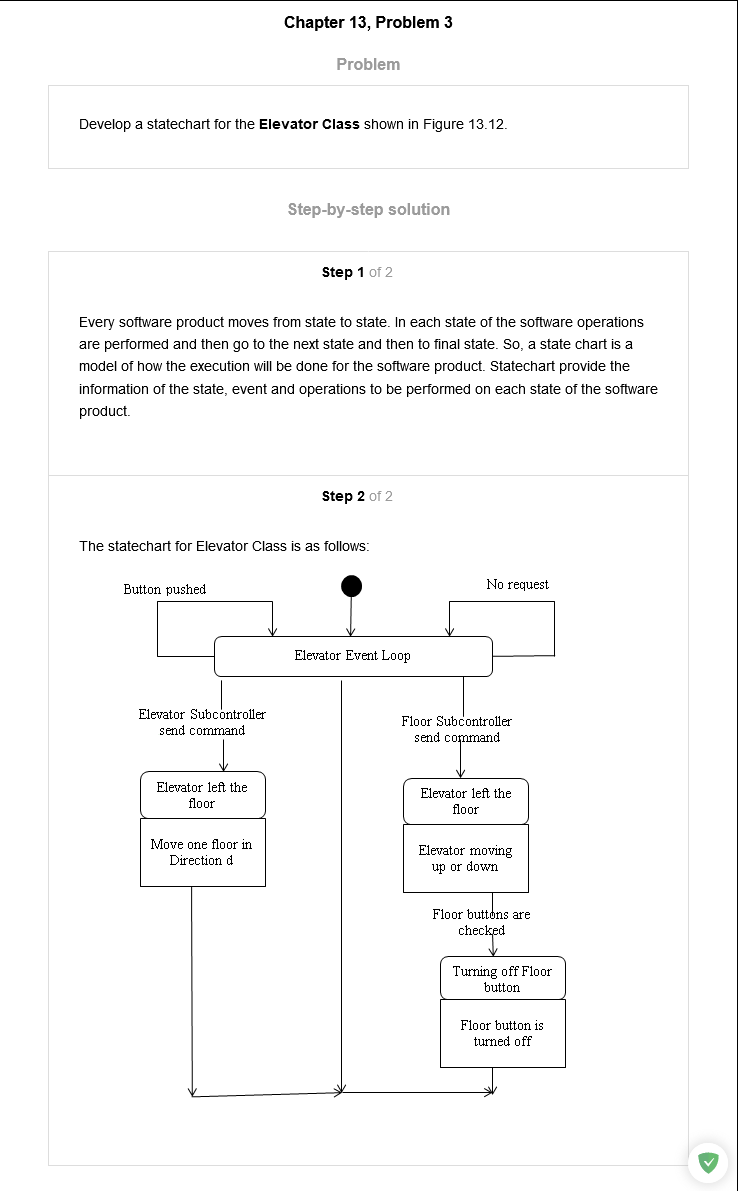 Chapter 13, Problem 3
Problem
Develop a statechart for the Elevator Class shown in Figure 13.12.
Step-by-step solution
Step 1 of 2
Every software product moves from state to state. In each state of the software operations
are performed and then go to the next state and then to final state. So, a state chart is a
model of how the execution will be done for the software product. Statechart provide the
information of the state, event and operations to be performed on each state of the software
product.
Step 2 of 2
The statechart for Elevator Class is as follows:
Button pushed
No request
Elevator Event Loop
Elevator Subcontroller
send command
Floor Subcontroller
send command
Elevator left the
floor
Move one floor in
Direction d
Elevator left the
floor
Elevator moving
up or down
Floor buttons are
checked
Turning off Floor
button
Floor button is
turned off